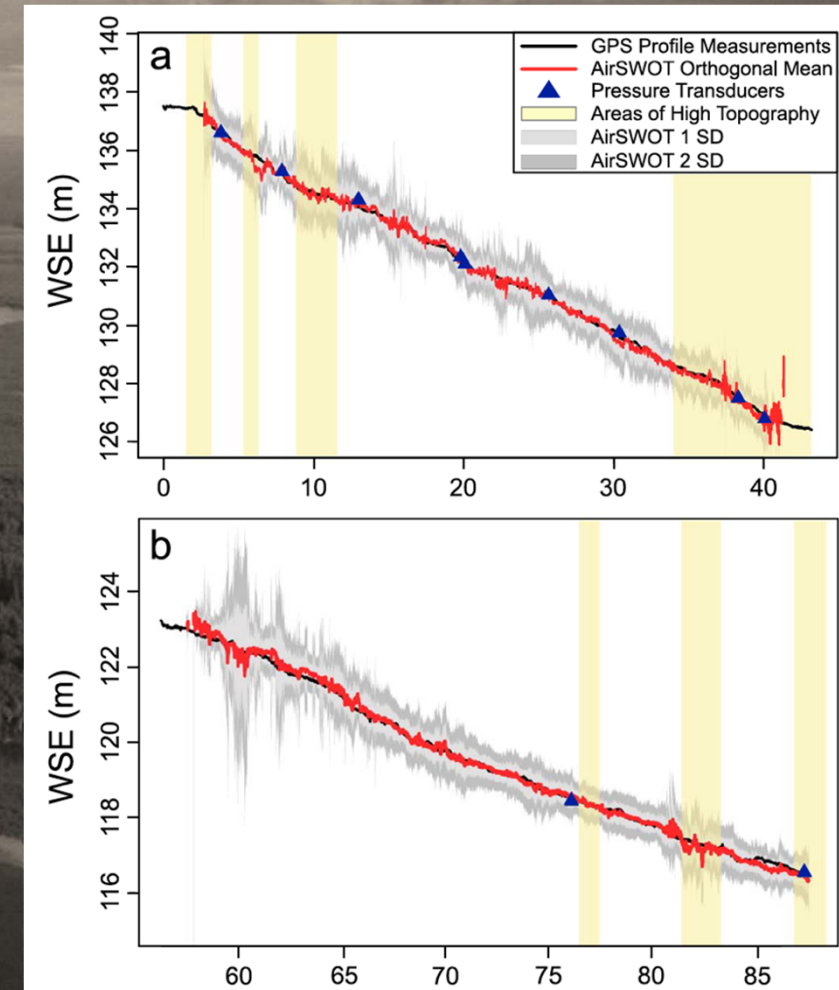 a
GPS Profile Measurements
AirSWOT Orthogonal Mean
Pressure Transducers
Areas of High Topography
AirSWOT 1 SD
AirSWOT 2 SD
WSE (m)
140
138
136
134
132
130
128
126
0 10 20 30 40
b
WSE (m)
124
122
120
118
116
60 65 70 75 80 85